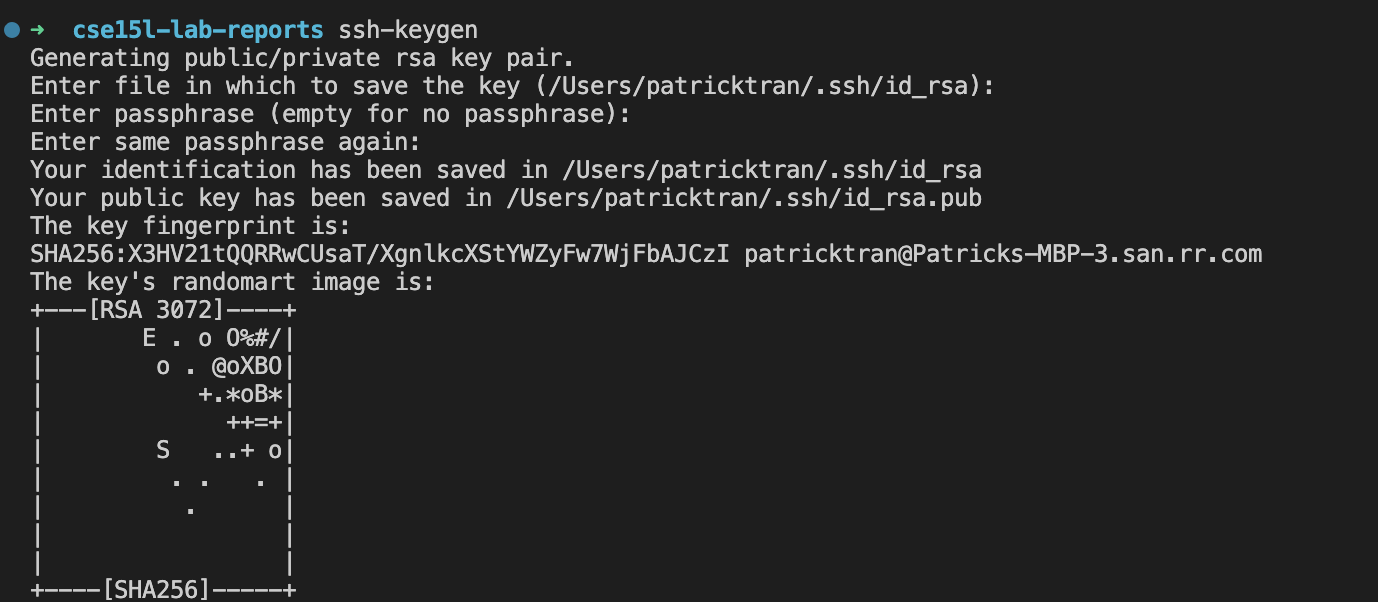 ➜  cse15l-lab-reports ssh-keygen
Generating public/private rsa key pair.
Enter file in which to save the key (/Users/patricktran/.ssh/id_rsa):
Enter passphrase (empty for no passphrase):
Enter same passphrase again:
Your identification has been saved in /Users/patricktran/.ssh/id_rsa
Your public key has been saved in /Users/patricktran/.ssh/id_rsa.pub
The key fingerprint is:
SHA256:X3HV21tQQRRwCUsaT/XgnlkcXStYWZyFw7WjFbAJCzI patricktran@Patricks-MBP-3.san.rr.com
The key's randomart image is:
+---[RSA 3072]----+
|       E . o O%#/|
|        o . @oXBO|
|           +.*oB*|
|             ++=+|
|        S   ..+ o|
|         . .   . |
|          .      |
|                 |
|                 |
+----[SHA256]-----+